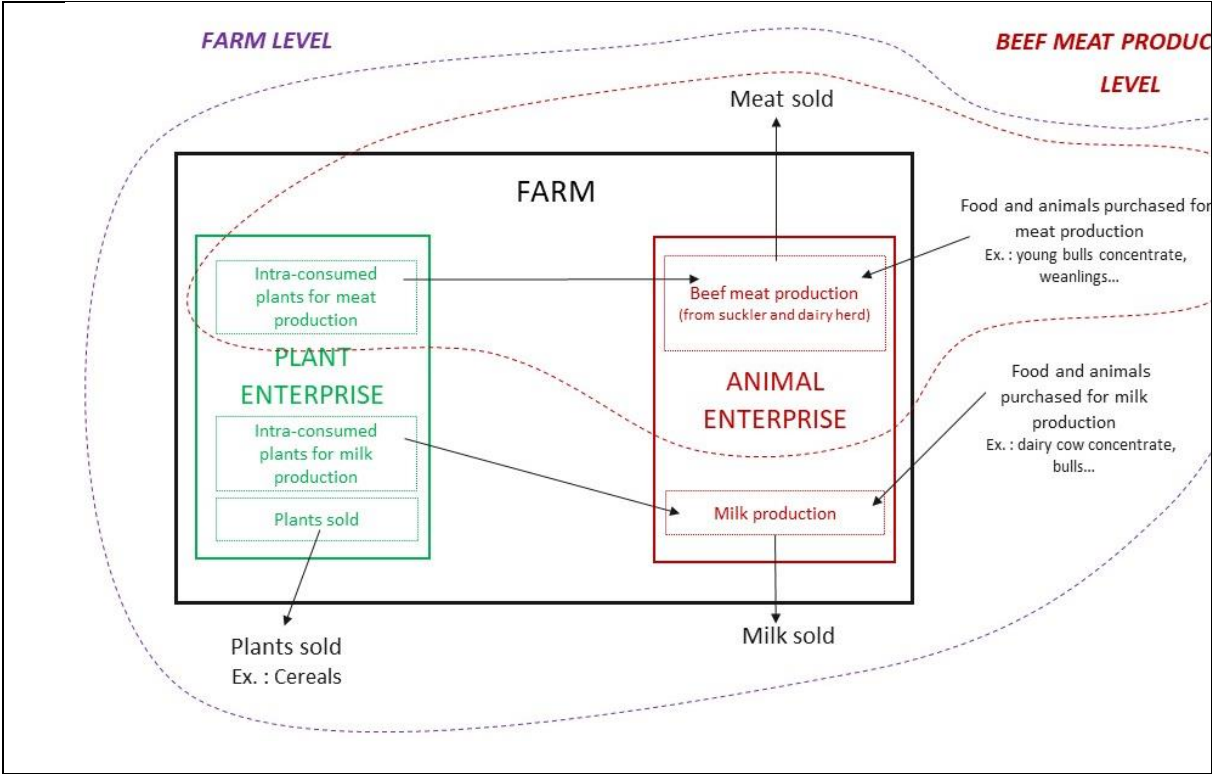 FARM LEVEL
BEEF MEAT PRODUC
LEVEL
Meat sold
FARM
Food and animals purchased for
meat production
Ex. : young bulls concentrate,
weanlings...
Intra-consumed
plants for meat
production
Beef meat production
(from suckler and dairy herd)
PLANT
ENTERPRISE
ANIMAL
ENTERPRISE
Food and animals
purchased for milk
production
Ex. : dairy cow concentrate,
bulls...
Intra-consumed
plants for milk
production
Plants sold
Milk production
Plants sold
Ex. : Cereals
Milk sold